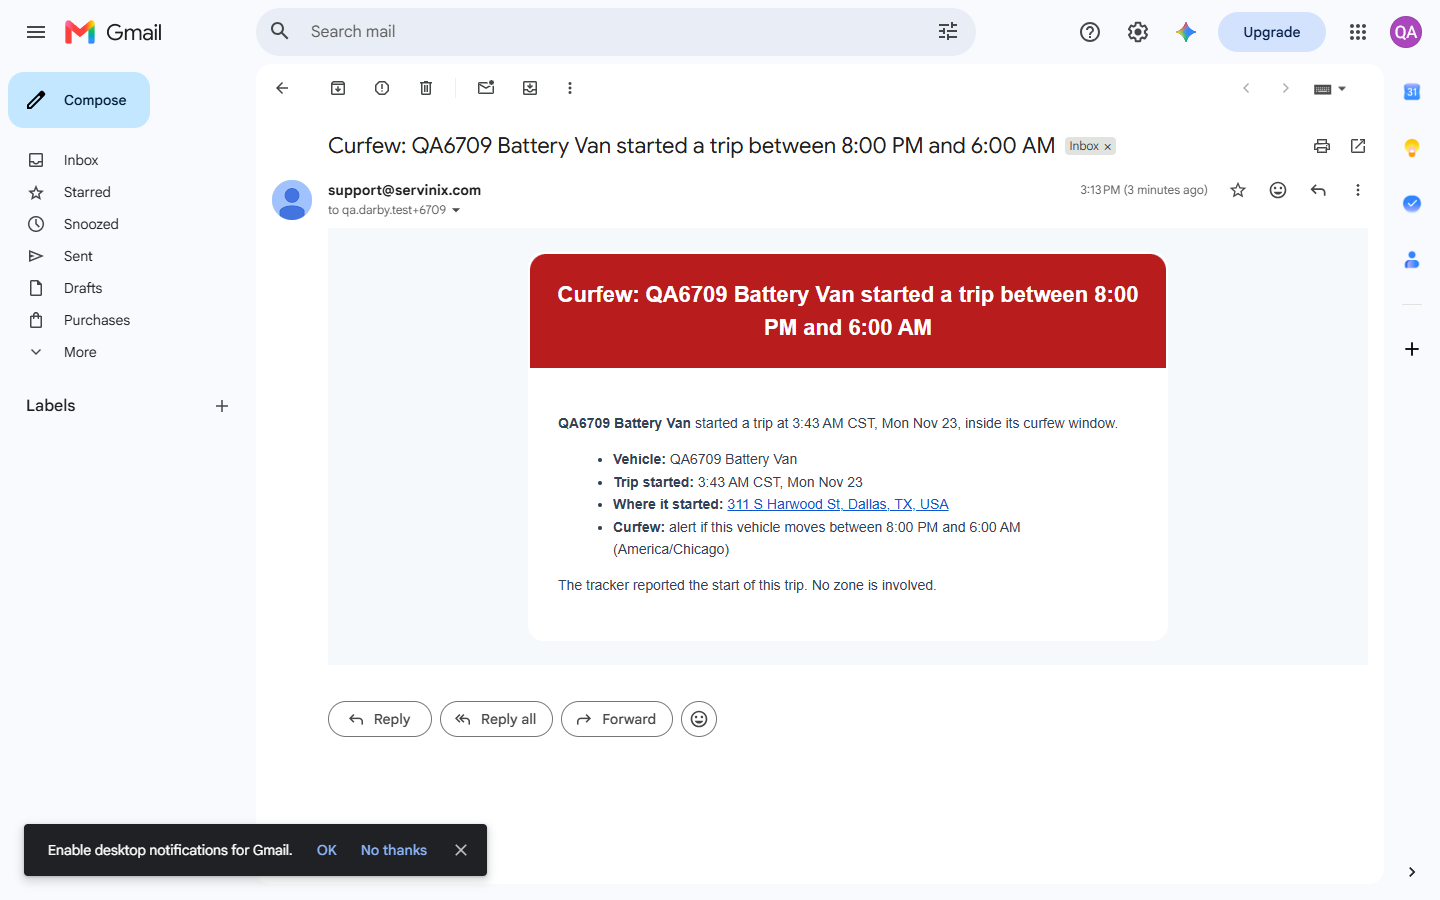 Gmail
Search mail
Upgrade
QA
Compose
Inbox
Starred
Snoozed
Sent
Drafts
Purchases
More
Labels
Curfew: QA6709 Battery Van started a trip between 8:00 PM and 6:00 AM
Inbox ×
support@servinix.com
3:13 PM (3 minutes ago)
to qa.darby.test+6709
Curfew: QA6709 Battery Van started a trip between 8:00
PM and 6:00 AM
QA6709 Battery Van started a trip at 3:43 AM CST, Mon Nov 23, inside its curfew window.
• Vehicle: QA6709 Battery Van
• Trip started: 3:43 AM CST, Mon Nov 23
• Where it started: 311 S Harwood St, Dallas, TX, USA
• Curfew: alert if this vehicle moves between 8:00 PM and 6:00 AM
(America/Chicago)
The tracker reported the start of this trip. No zone is involved.
Reply
Reply all
Forward
Enable desktop notifications for Gmail.
OK
No thanks
31